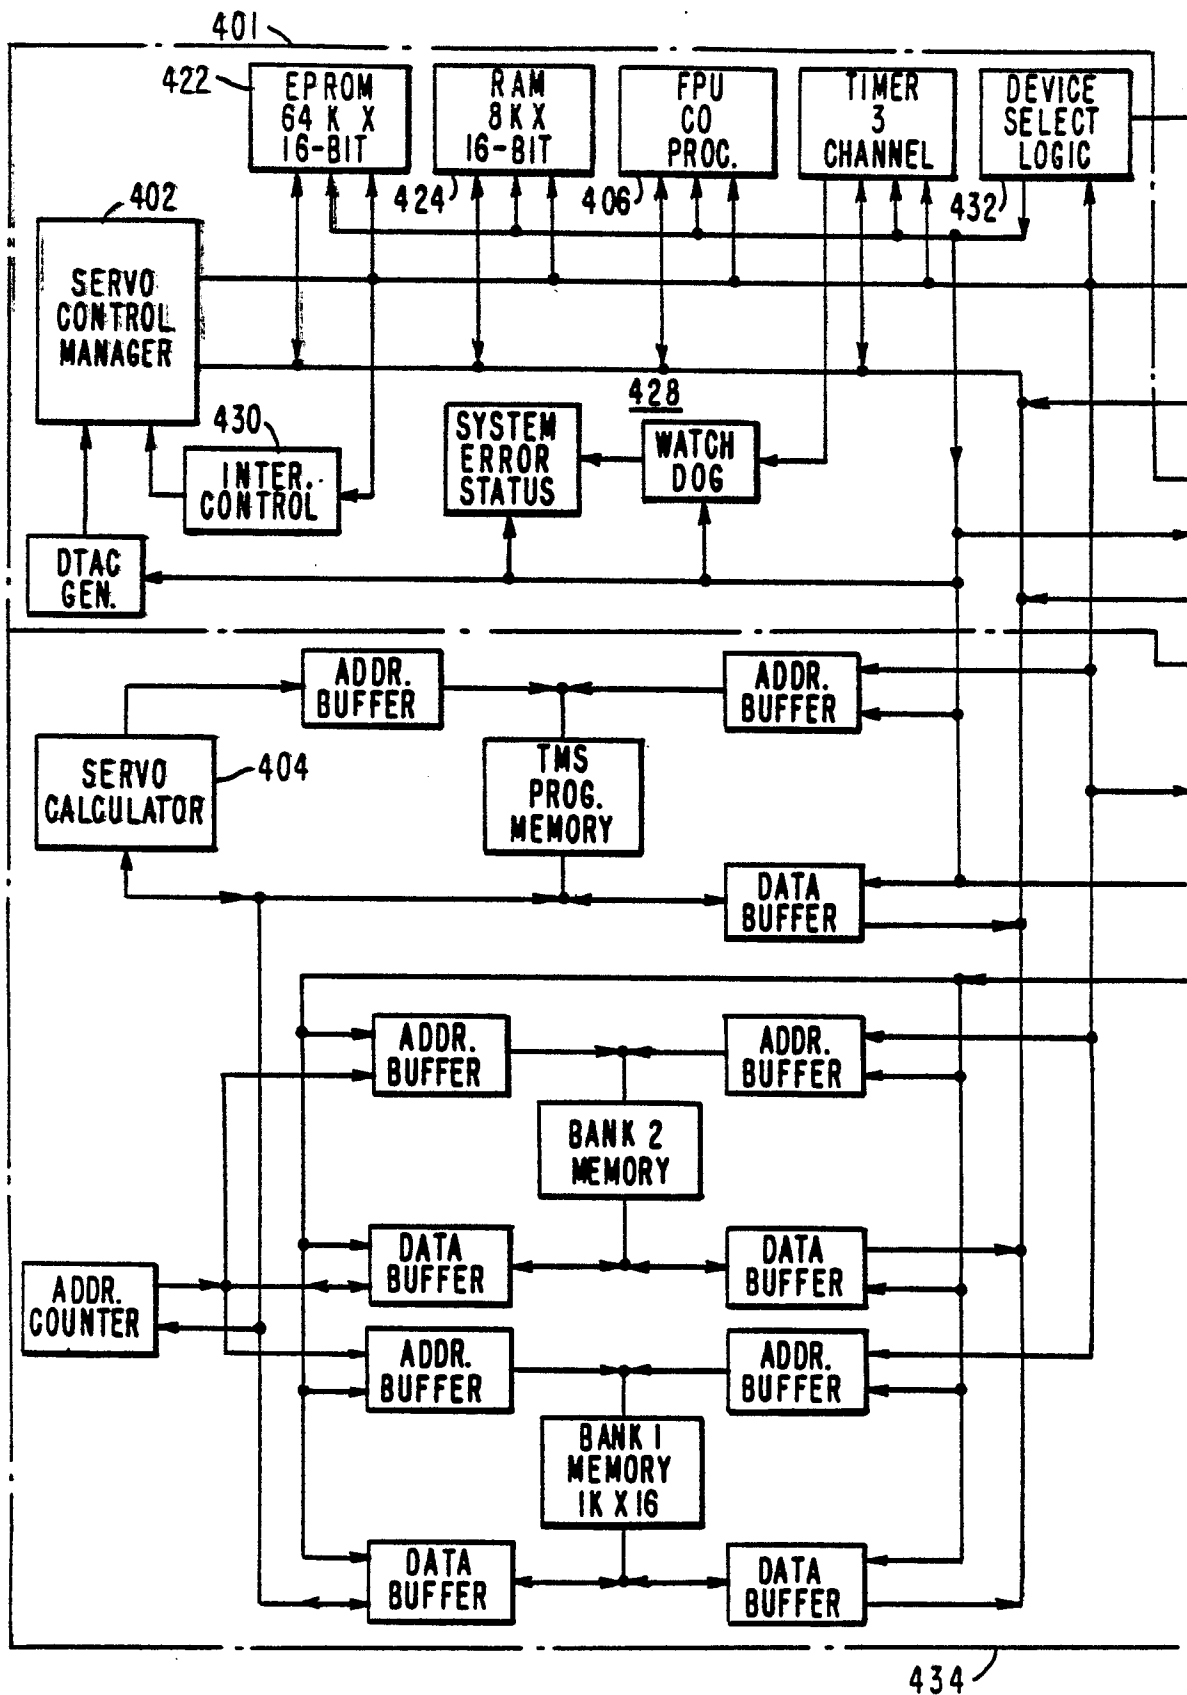 401
422
EPROM
64 K X
16-BIT
RAM
8K X
16-BIT
424
FPU
CO
PROC.
406
TIMER
3
CHANNEL
DEVICE
SELECT
LOGIC
432
402
SERVO
CONTROL
MANAGER
428
430
INTER.
CONTROL
SYSTEM
ERROR
STATUS
WATCH
DOG
DTAC
GEN.
ADDR.
BUFFER
ADDR.
BUFFER
SERVO
CALCULATOR
404
TMS
PROG.
MEMORY
DATA
BUFFER
ADDR.
BUFFER
ADDR.
BUFFER
BANK 2
MEMORY
DATA
BUFFER
DATA
BUFFER
ADDR.
COUNTER
ADDR.
BUFFER
ADDR.
BUFFER
BANK 1
MEMORY
1K X 16
DATA
BUFFER
DATA
BUFFER
434